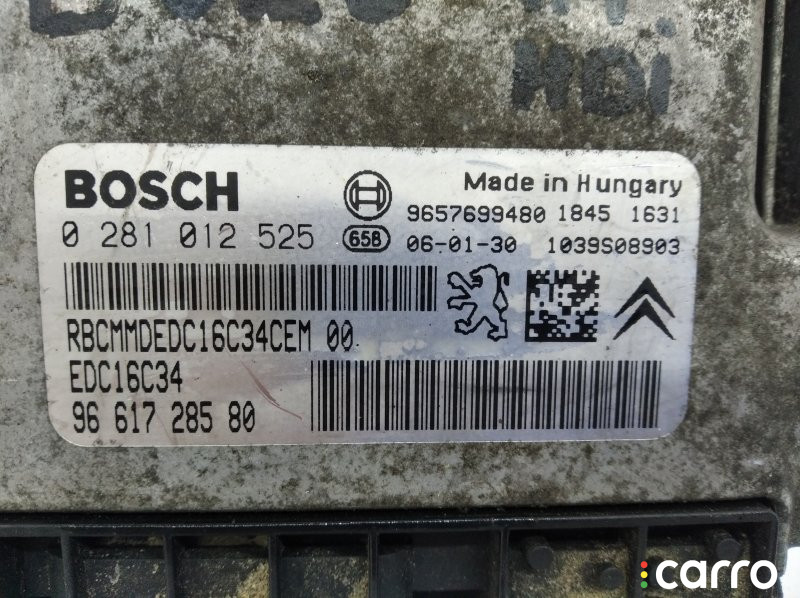 HDi
BOSCH
Made in Hungary
9657699480 1845 1631
0 281 012 525
658
06-01-30 1039S08903
RBCMMDEDC16C34CEM 00
EDC16C34
96 617 285 80
carro